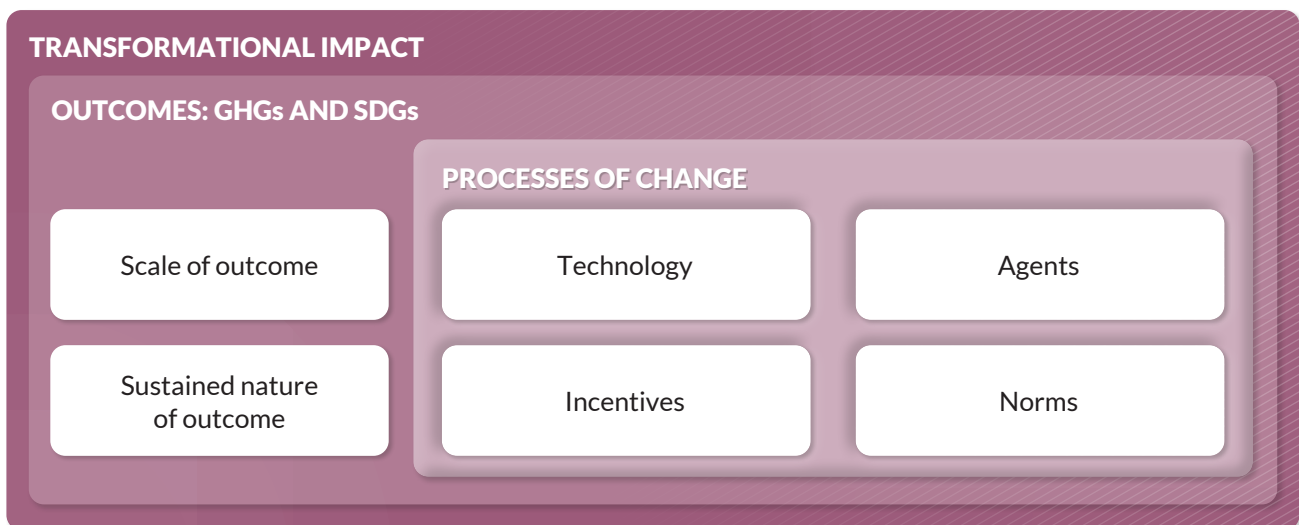 TRANSFORMATIONAL IMPACT
OUTCOMES: GHGs AND SDGs
PROCESSES OF CHANGE
Scale of outcome
Technology
Agents
Sustained nature
of outcome
Incentives
Norms